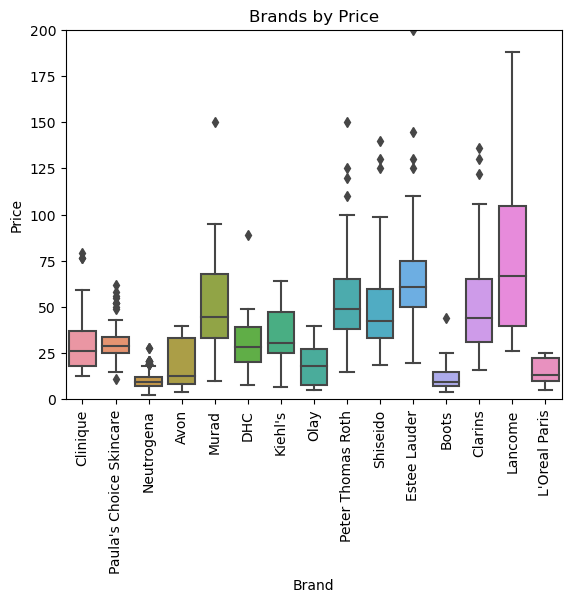 Brands by Price
200
175
150
125
100
75
50
25
0
Price
Clinique
Paula's Choice Skincare
Neutrogena
Avon
Murad
DHC
Kiehl's
Olay
Peter Thomas Roth
Shiseido
Estee Lauder
Boots
Clarins
Lancome
L'Oreal Paris
Brand